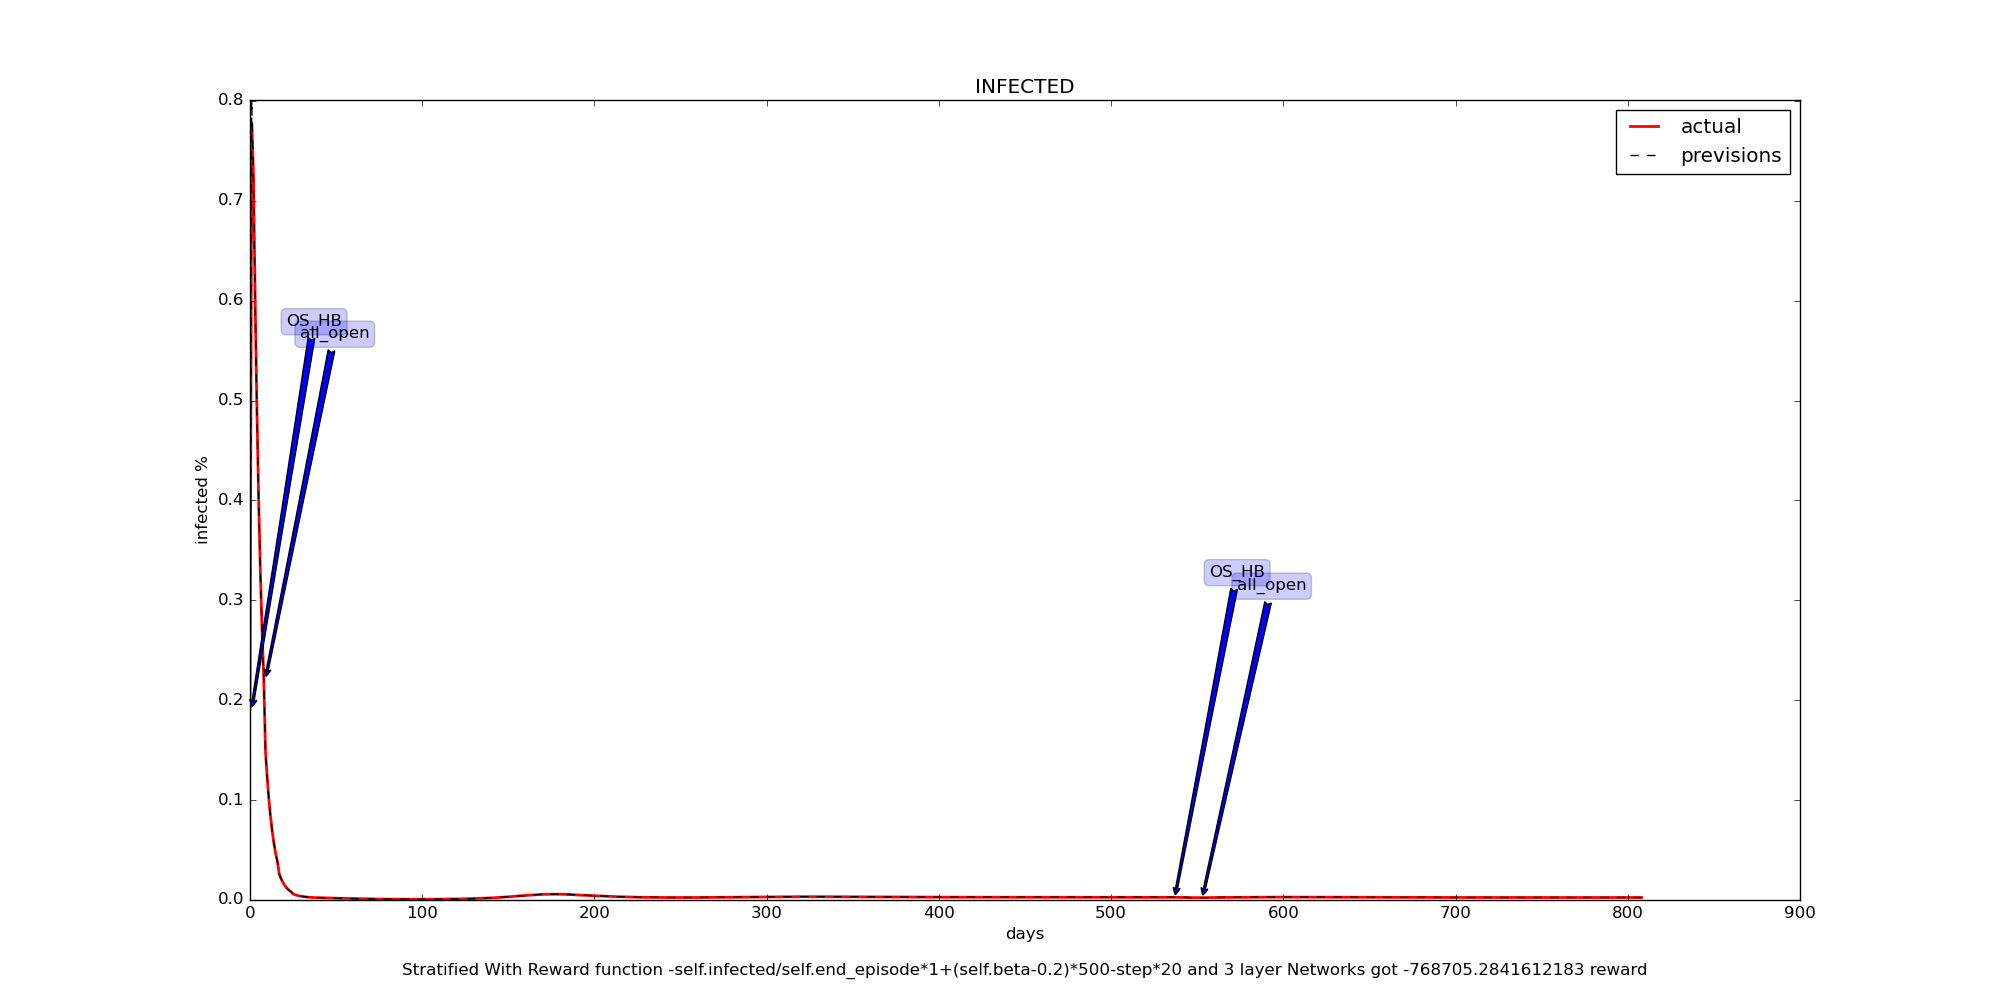 INFECTED
0.8
0.7
0.6
0.5
0.4
0.3
0.2
0.1
0.0
infected %
actual
previsions
OS_HB
all_open
OS_HB
all_open
0 100 200 300 400 500 600 700 800 900
days
Stratified With Reward function -self.infected/self.end_episode*1+(self.beta-0.2)*500-step*20 and 3 layer Networks got -768705.2841612183 reward